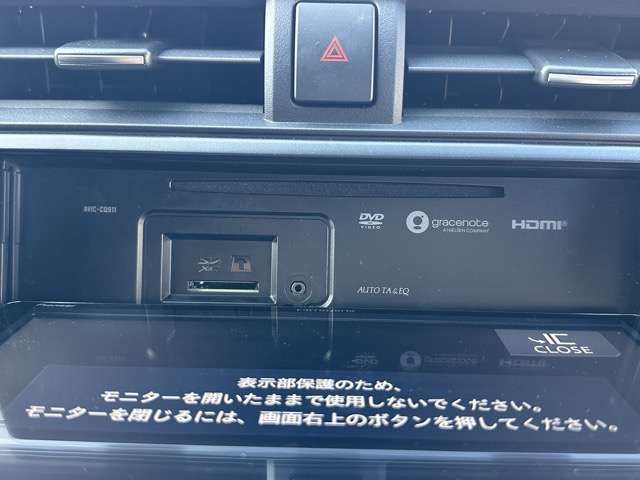 AVIC-CQ911
DVD
VIDEO
gracenote
A NIELSEN COMPANY
HDMI
AUTO TA & EQ
carrozzeria
CLOSE
表示部保護のため、
モニターを開いたままで使用しないでください。
モニターを閉じるには、画面右上のボタンを押してください。